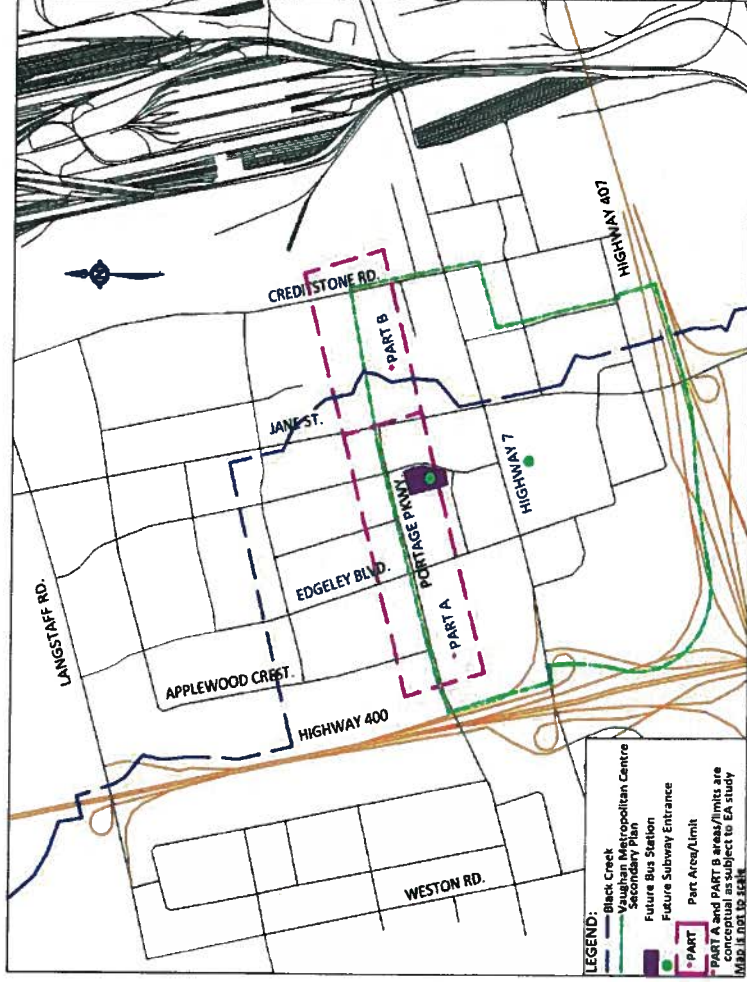 LANGSTAFF RD.
CREDITSTONE RD.
JANE ST.
PART B
HIGHWAY 407
PORTAGE PKWY
HIGHWAY 7
EDGELEY BLVD.
PART A
APPLEWOOD CREST.
HIGHWAY 400
WESTON RD.
N
LEGEND:
Black Creek
Vaughan Metropolitan Centre
Secondary Plan
Future Bus Station
Future Subway Entrance
*PART Part Area/Limit
*PART A and PART B areas/limits are
conceptual as subject to EA study
Map is not to scale